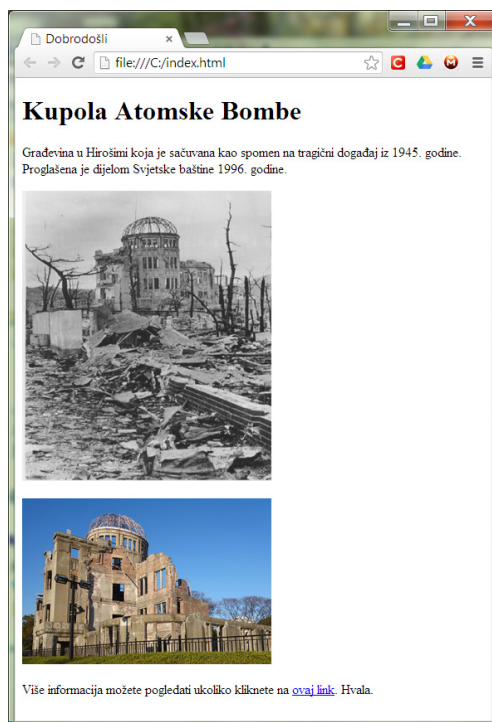 Dobrodošli
file:///C:/index.html
Kupola Atomske Bombe
Građevina u Hirošimi koja je sačuvana kao spomen na tragični događaj iz 1945. godine.
Proglašena je dijelom Svjetske baštine 1996. godine.
Više informacija možete pogledati ukoliko kliknete na ovaj link. Hvala.